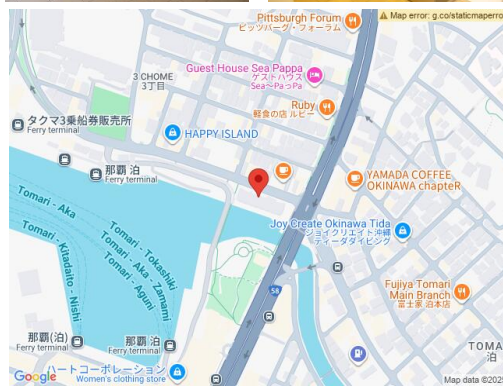 Map error: g.co/staticmaperro
Pittsburgh Forum
ピッツバーグ・フォーラム
3 CHOME
3丁目
Guest House Sea Pappa
ゲストハウス
Sea〜PaっPa
タクマ3乗船券販売所
Ferry terminal
Ruby
軽食の店 ルビー
HAPPY ISLAND
那覇 泊
Ferry terminal
YAMADA COFFEE
OKINAWA chapteR
Tomari - Aka
Tomari - Kitadaito - Nishi
Tomari - Tokashiki
Tomari - Aka - Zamami
Tomari - Aguni
Joy Create Okinawa Tida
ジョイクリエイト沖縄
ティーダダイビング
58
Fujiya Tomari
Main Branch
富士家 泊本店
那覇(泊)
Ferry terminal
那覇 泊
Ferry terminal
TOMA
泊
ハートコーポレーション
Women's clothing store
Google
Map data ©202